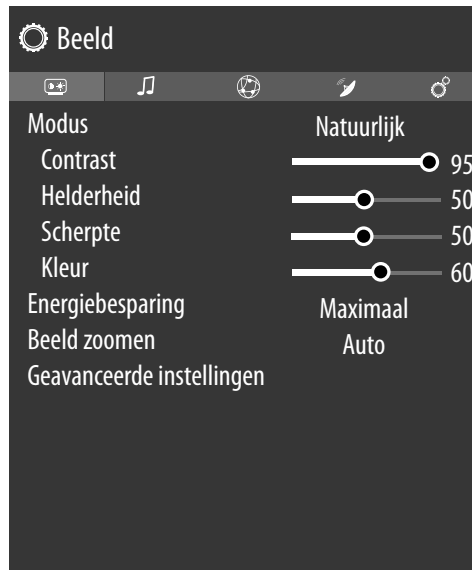 Beeld
Modus Natuurlijk
Contrast 95
Helderheid 50
Scherpte 50
Kleur 60
Energiebesparing Maximaal
Beeld zoomen Auto
Geavanceerde instellingen